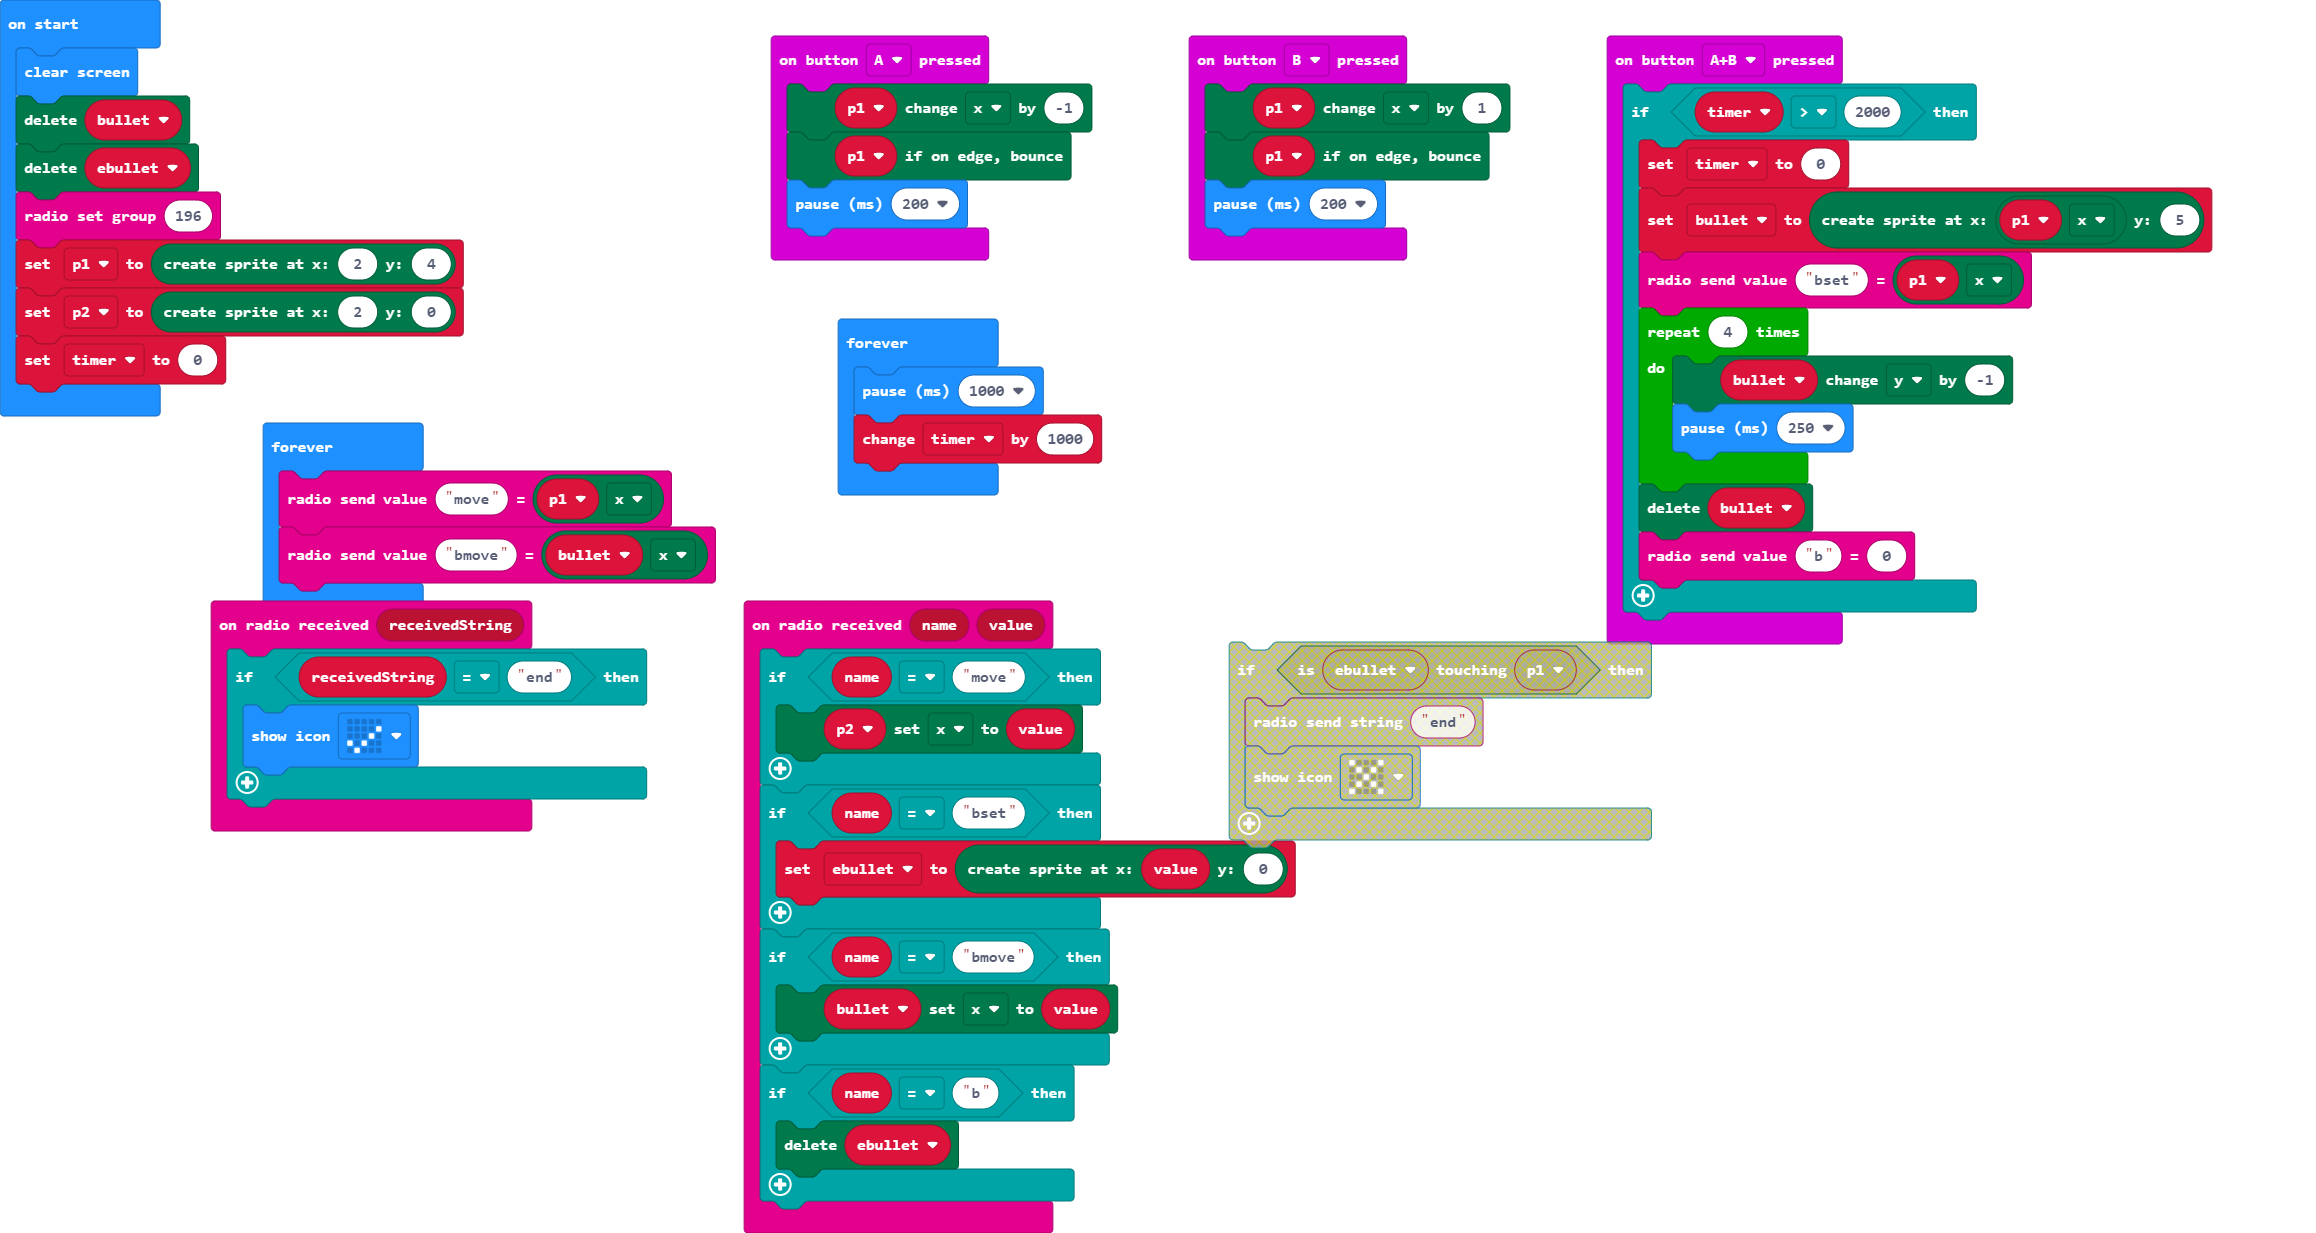 on start
clear screen
delete bullet
delete ebullet
radio set group 196
set p1 to create sprite at x: 2 y: 4
set p2 to create sprite at x: 2 y: 0
set timer to 0
on button A pressed
p1 change x by -1
p1 if on edge, bounce
pause (ms) 200
on button B pressed
p1 change x by 1
p1 if on edge, bounce
pause (ms) 200
on button A+B pressed
if timer > 2000 then
set timer to 0
set bullet to create sprite at x: p1 x y: 5
radio send value "bset" = p1 x
repeat 4 times
do bullet change y by -1
pause (ms) 250
delete bullet
radio send value "b" = 0
forever
pause (ms) 1000
change timer by 1000
forever
radio send value "move" = p1 x
radio send value "bmove" = bullet x
on radio received receivedString
if receivedString = "end" then
show icon
on radio received name value
if name = "move" then
p2 set x to value
if name = "bset" then
set ebullet to create sprite at x: value y: 0
if name = "bmove" then
bullet set x to value
if name = "b" then
delete ebullet
if is ebullet touching p1 then
radio send string "end"
show icon